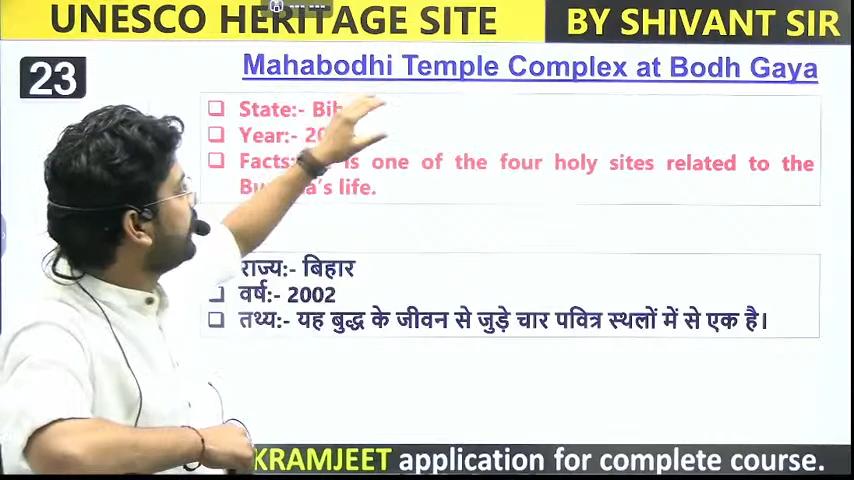 UNESCO HERITAGE SITE
BY SHIVANT SIR
23
Mahabodhi Temple Complex at Bodh Gaya
State:- Bih
Year:- 20
Facts:- is one of the four holy sites related to the
Bu a's life.
राज्य:- बिहार
वर्ष:- 2002
तथ्य:- यह बुद्ध के जीवन से जुड़े चार पवित्र स्थलों में से एक है।
KRAMJEET application for complete course.